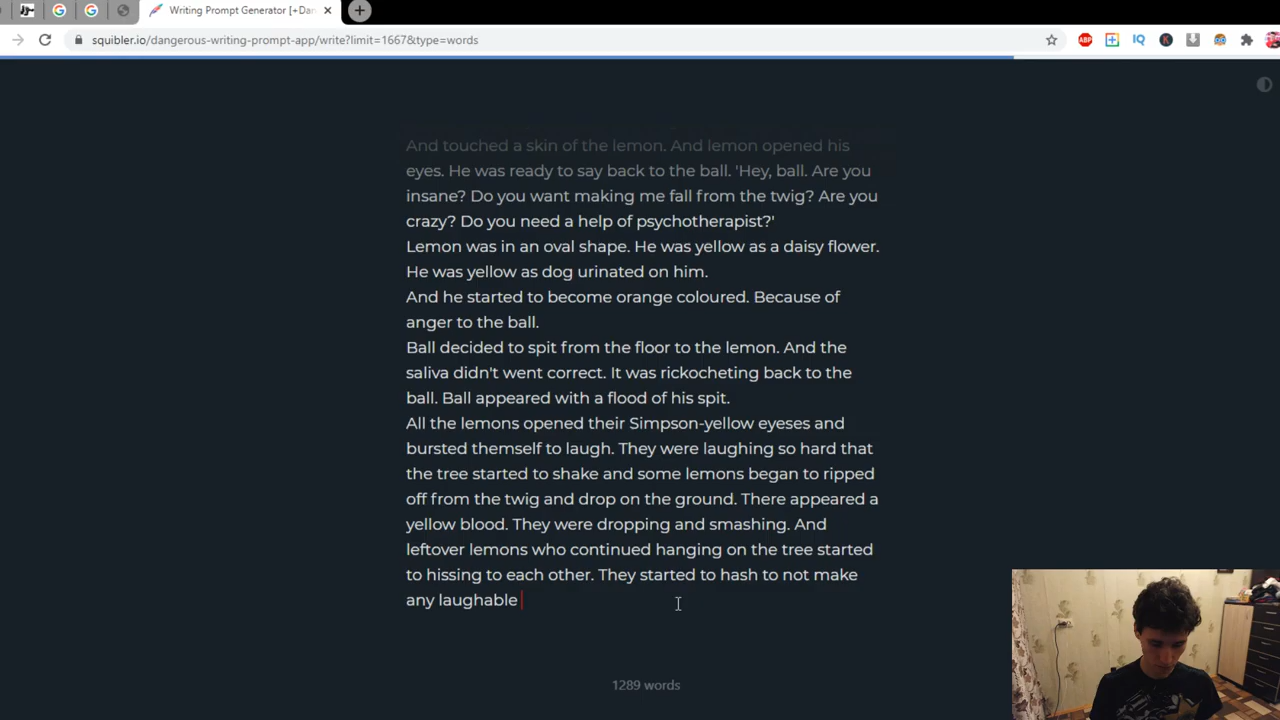 Writing Prompt Generator [+Dan
squibler.io/dangerous-writing-prompt-app/write?limit=1667&type=words
ABP
IQ
K
And touched a skin of the lemon. And lemon opened his
eyes. He was ready to say back to the ball. 'Hey, ball. Are you
insane? Do you want making me fall from the twig? Are you
crazy? Do you need a help of psychotherapist?'
Lemon was in an oval shape. He was yellow as a daisy flower.
He was yellow as dog urinated on him.
And he started to become orange coloured. Because of
anger to the ball.
Ball decided to spit from the floor to the lemon. And the
saliva didn't went correct. It was rickocheting back to the
ball. Ball appeared with a flood of his spit.
All the lemons opened their Simpson-yellow eyeses and
bursted themself to laugh. They were laughing so hard that
the tree started to shake and some lemons began to ripped
off from the twig and drop on the ground. There appeared a
yellow blood. They were dropping and smashing. And
leftover lemons who continued hanging on the tree started
to hissing to each other. They started to hash to not make
any laughable
1289 words